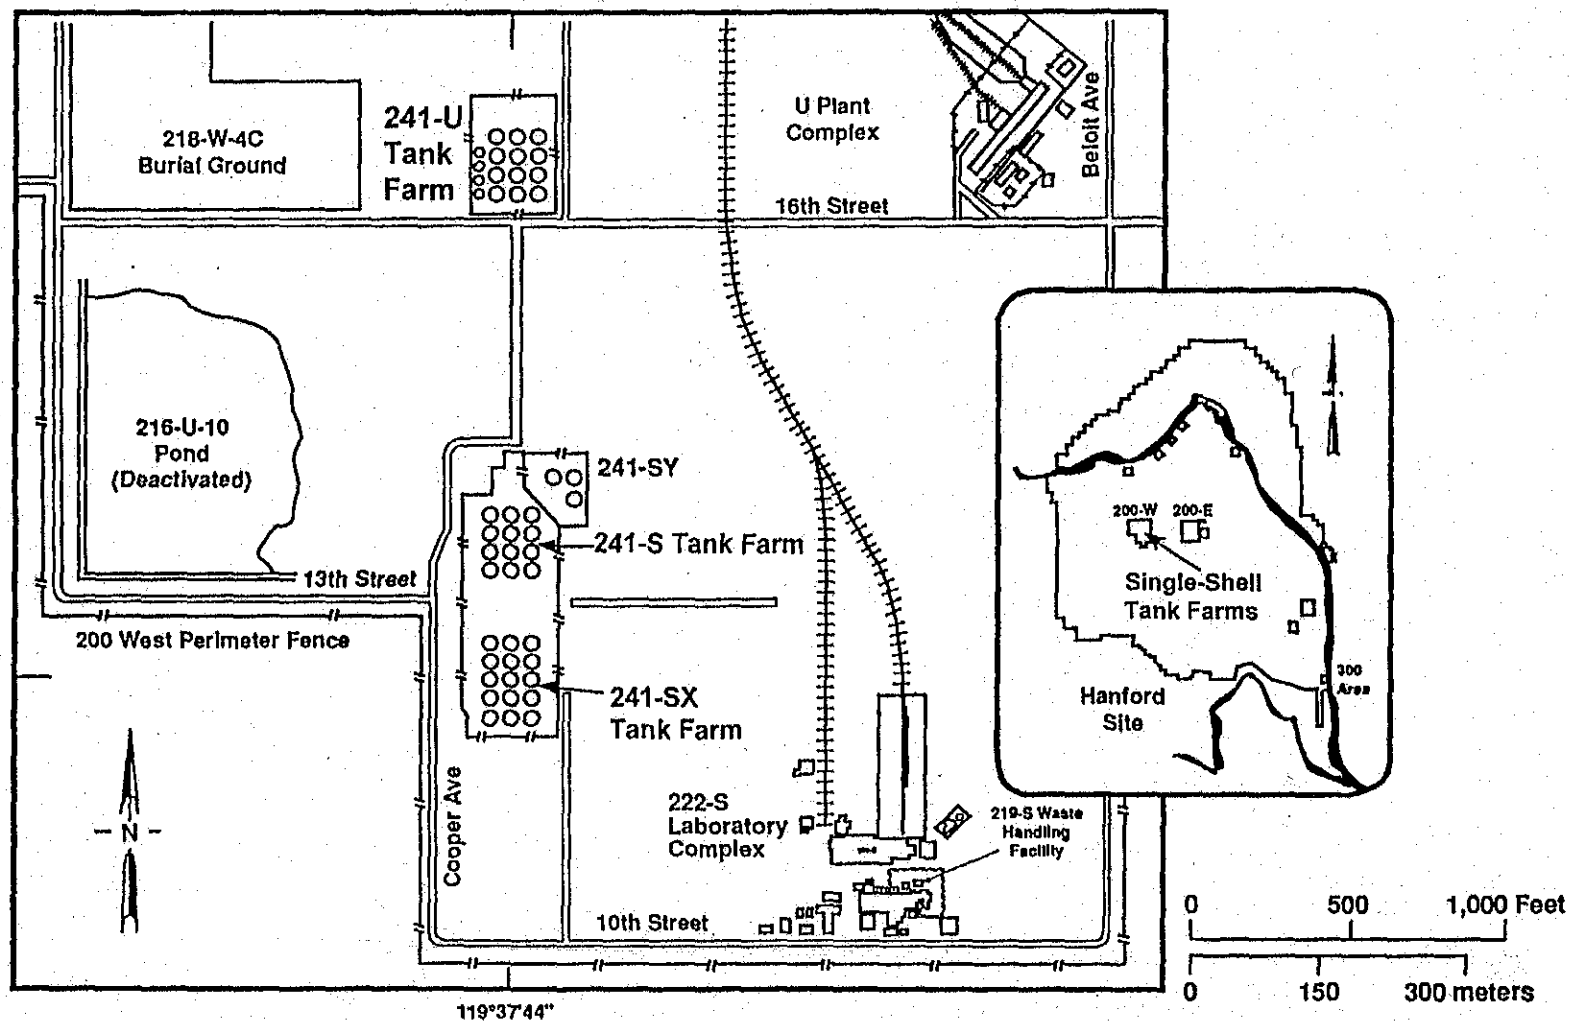 218-W-4C
Burial Ground
241-U
Tank
Farm
U Plant
Complex
Beloit Ave
16th Street
216-U-10
Pond
(Deactivated)
241-SY
241-S Tank Farm
13th Street
200 West Perimeter Fence
241-SX
Tank Farm
Cooper Ave
N
222-S
Laboratory
Complex
219-S Waste
Handling
Facility
10th Street
119°37'44"
200-W
200-E
Single-Shell
Tank Farms
300
Area
Hanford
Site
0 500 1,000 Feet
0 150 300 meters